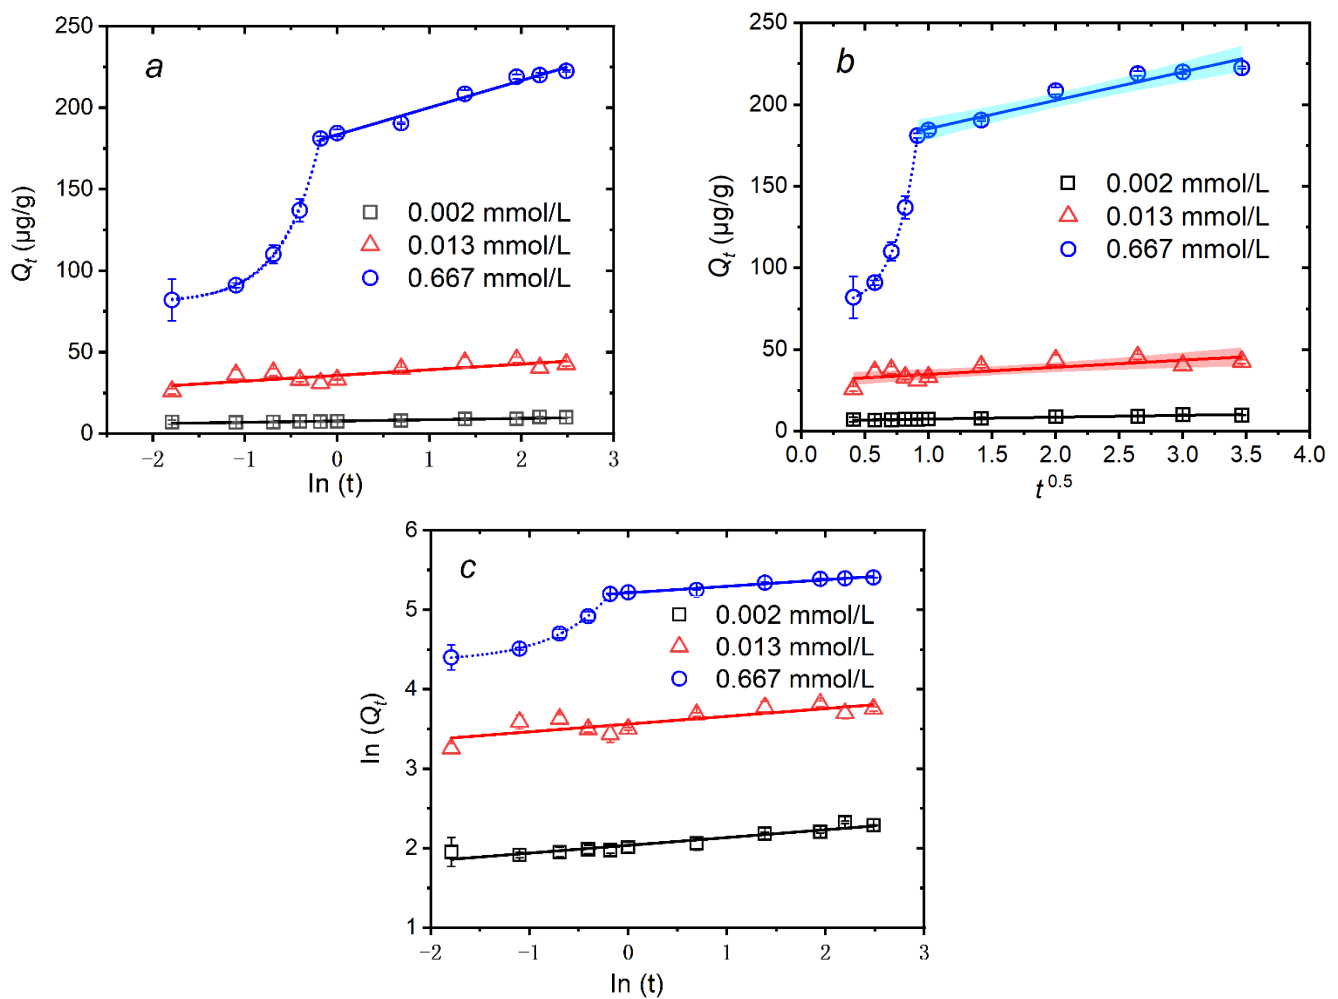 a
250
200
150
100
50
0
Q_t (μg/g)
0.002 mmol/L
0.013 mmol/L
0.667 mmol/L
−2 −1 0 1 2 3
ln (t)
b
250
200
150
100
50
0
Q_t (μg/g)
0.002 mmol/L
0.013 mmol/L
0.667 mmol/L
0.0 0.5 1.0 1.5 2.0 2.5 3.0 3.5 4.0
t^0.5
c
6
5
4
3
2
1
ln (Q_t)
0.002 mmol/L
0.013 mmol/L
0.667 mmol/L
−2 −1 0 1 2 3
ln (t)